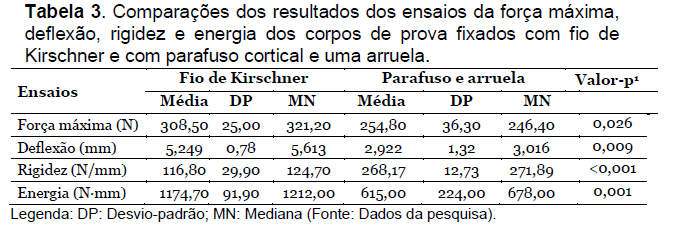 Tabela 3. Comparações dos resultados dos ensaios da força máxima,
deflexão, rigidez e energia dos corpos de prova fixados com fio de
Kirschner e com parafuso cortical e uma arruela.
Ensaios Fio de Kirschner Parafuso e arruela Valor-p¹
Média DP MN Média DP MN
Força máxima (N) 308,50 25,00 321,20 254,80 36,30 246,40 0,026
Deflexão (mm) 5,249 0,78 5,613 2,922 1,32 3,016 0,009
Rigidez (N/mm) 116,80 29,90 124,70 268,17 12,73 271,89 <0,001
Energia (N·mm) 1174,70 91,90 1212,00 615,00 224,00 678,00 0,001
Legenda: DP: Desvio-padrão; MN: Mediana (Fonte: Dados da pesquisa).